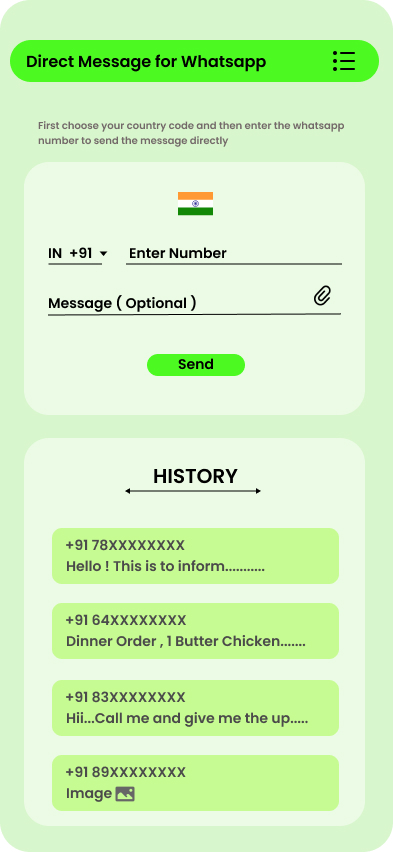 Direct Message for Whatsapp
First choose your country code and then enter the whatsapp
number to send the message directly
IN +91 Enter Number
Message ( Optional )
Send
HISTORY
+91 78XXXXXXXX
Hello ! This is to inform...........
+91 64XXXXXXXX
Dinner Order , 1 Butter Chicken.......
+91 83XXXXXXXX
Hii...Call me and give me the up.....
+91 89XXXXXXXX
Image